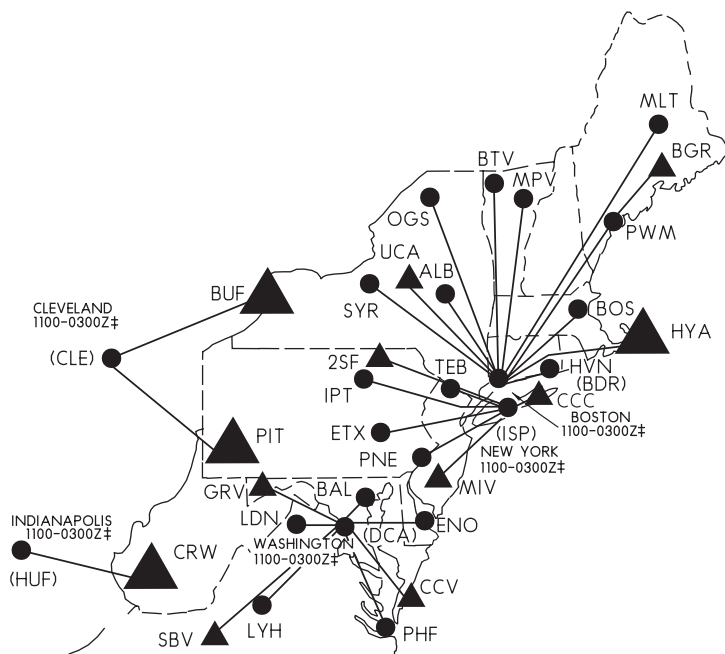 MLT
BGR
BTV
MPV
OGS
PWM
UCA
ALB
BUF
SYR
BOS
HYA
CLEVELAND
1100-0300Z‡
(CLE)
2SF
TEB
HVN
(BDR)
IPT
CCC
BOSTON
1100-0300Z‡
ETX
(ISP)
NEW YORK
1100-0300Z‡
PIT
PNE
MIV
GRV
BAL
INDIANAPOLIS
1100-0300Z‡
LDN
(DCA)
ENO
WASHINGTON
1100-0300Z‡
CRW
(HUF)
CCV
SBV
LYH
PHF